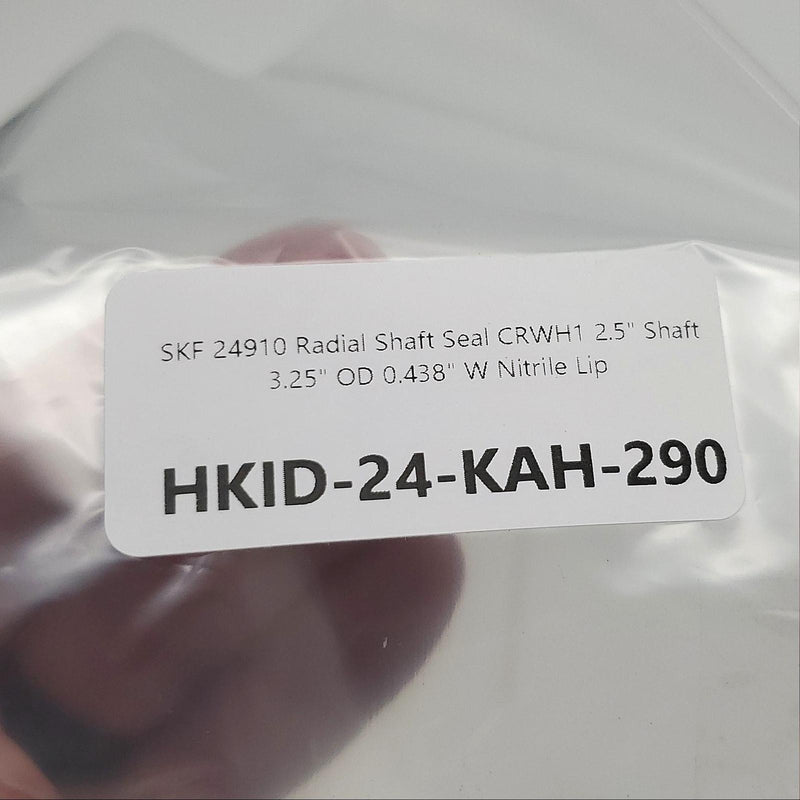 SKF 24910 Radial Shaft Seal CRWH1 2.5" Shaft
3.25" OD 0.438" W Nitrile Lip
HKID-24-KAH-290